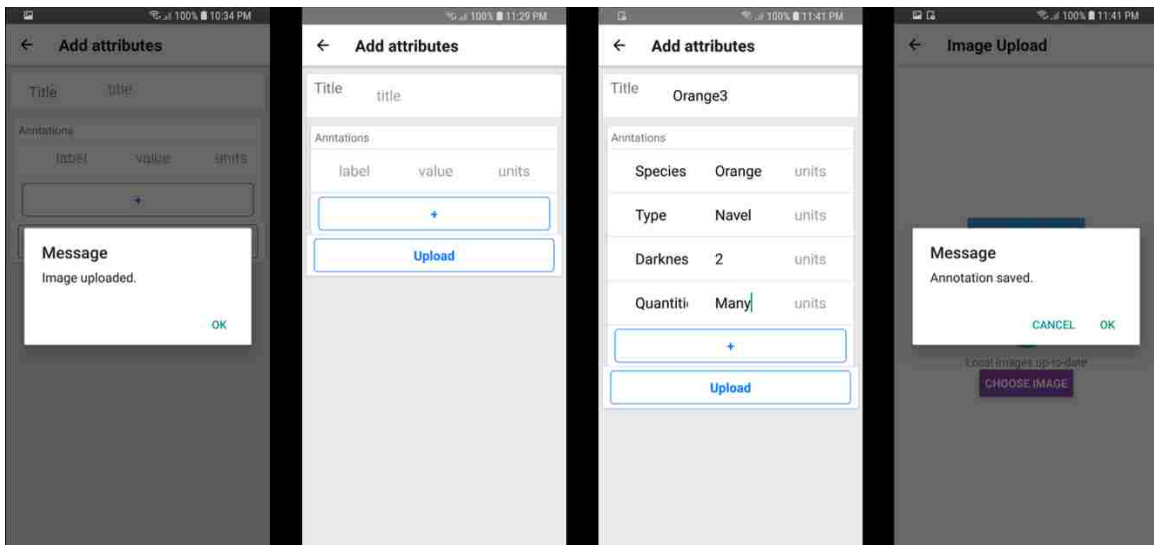 100% 10:34 PM
Add attributes
Title title
Anntations
label value units
+
Message
Image uploaded.
OK
100% 11:29 PM
Add attributes
Title title
Anntations
label value units
+
Upload
100% 11:41 PM
Add attributes
Title Orange3
Anntations
Species Orange units
Type Navel units
Darknes 2 units
Quantiti Many units
+
Upload
100% 11:41 PM
Image Upload
Message
Annotation saved.
CANCEL OK
Local images up-to-date
CHOOSE IMAGE